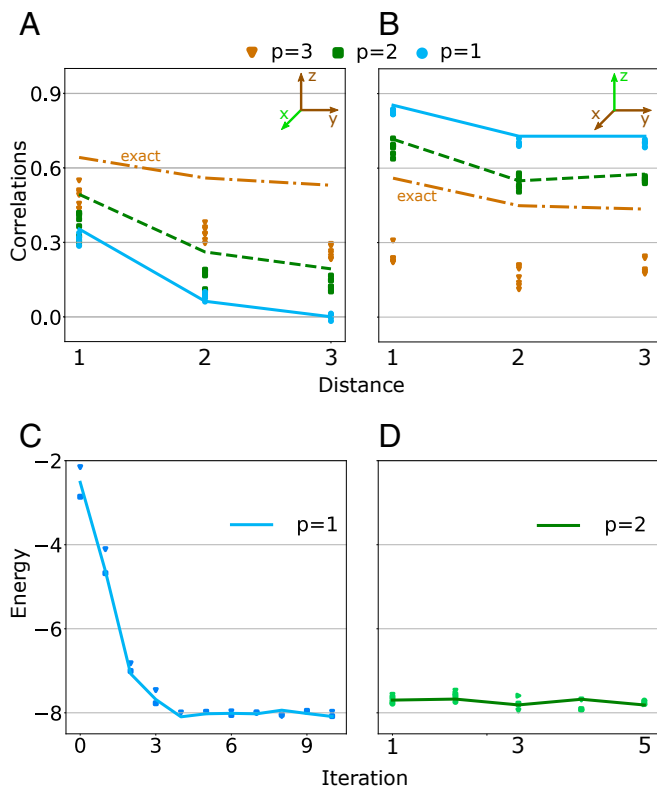 A
B
p=3 p=2 p=1
Correlations
0.9
0.6
0.3
0.0
exact
z
x
y
1 2 3
exact
z
x
y
1 2 3
Distance
C
D
Energy
−2
−4
−6
−8
p=1
0 3 6 9
p=2
1 3 5
Iteration